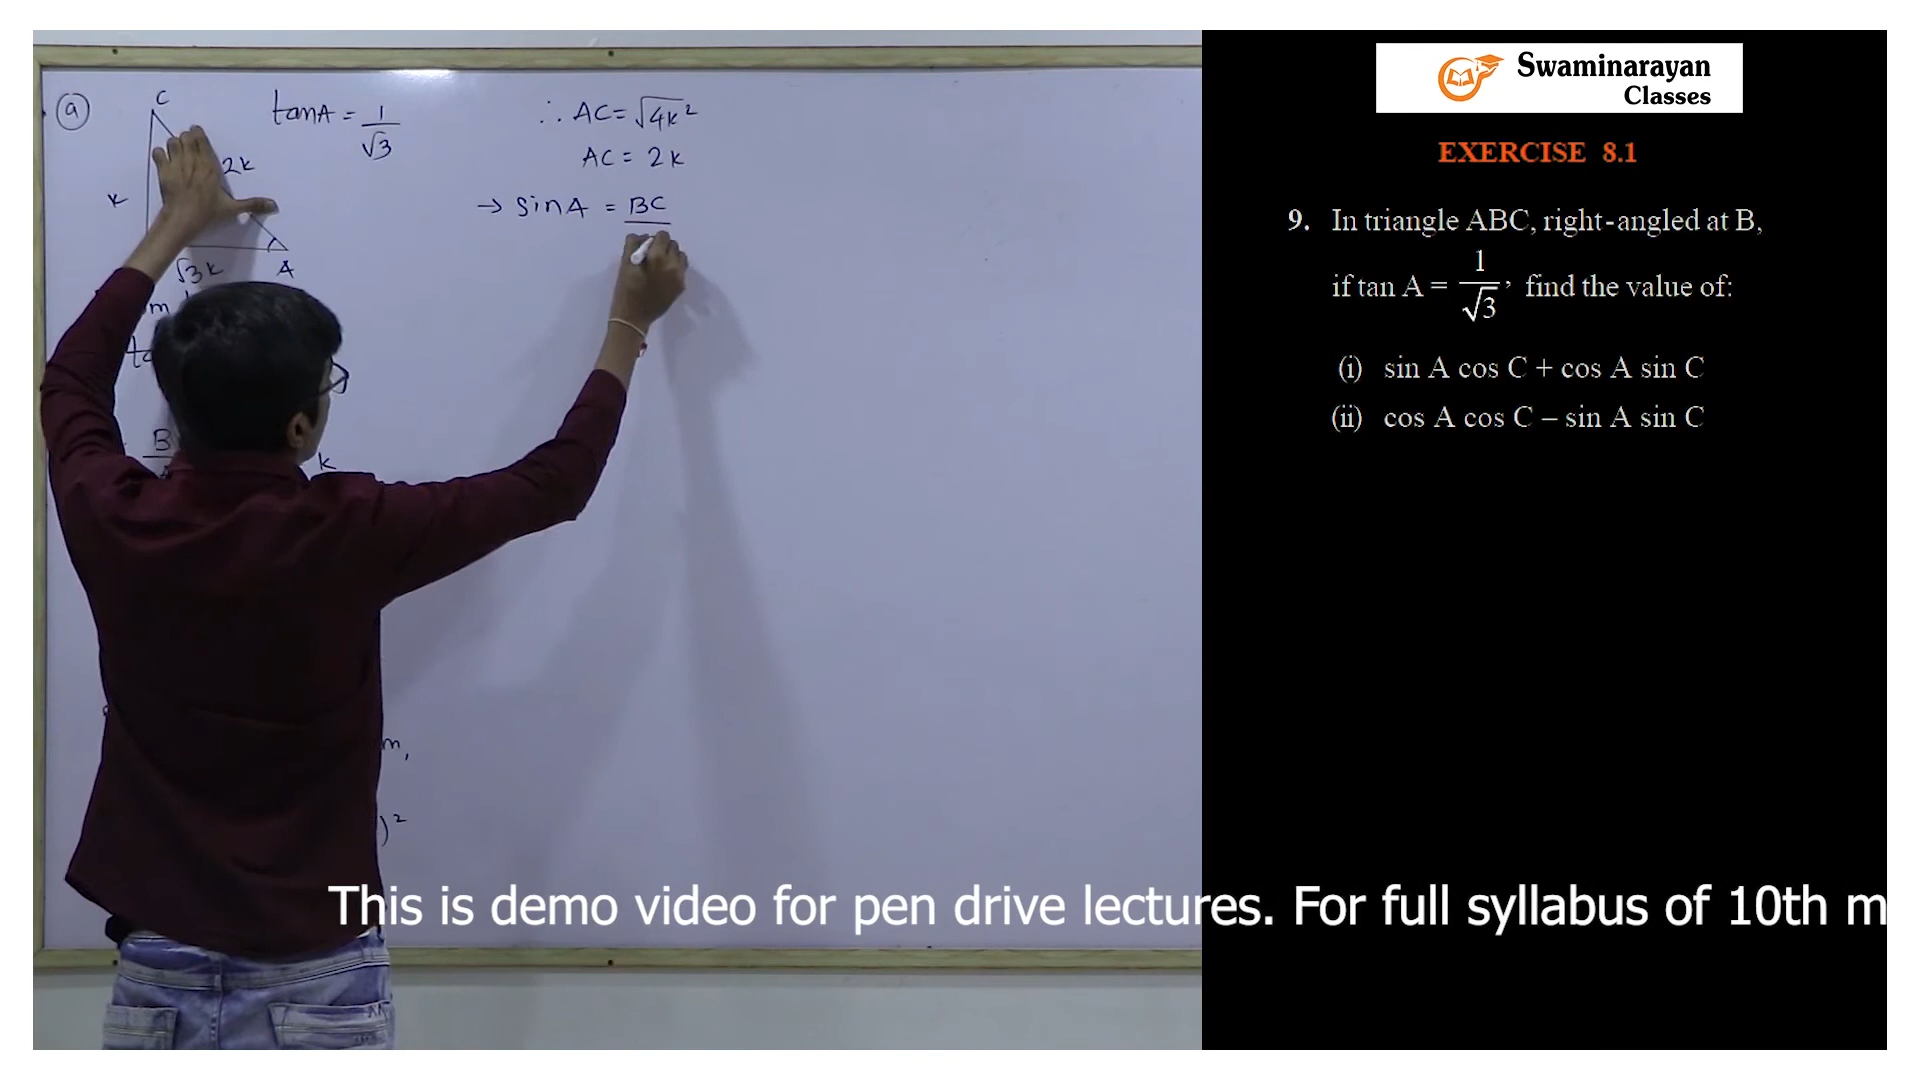 a
C
tanA = 1/√3
2k
k
√3k
A
∴ AC = √4k²
AC = 2k
→ sinA = BC
k
m,
)²
Swaminarayan
Classes
EXERCISE 8.1
9. In triangle ABC, right-angled at B,
if tan A = 1/√3, find the value of:
(i) sin A cos C + cos A sin C
(ii) cos A cos C – sin A sin C
This is demo video for pen drive lectures. For full syllabus of 10th m